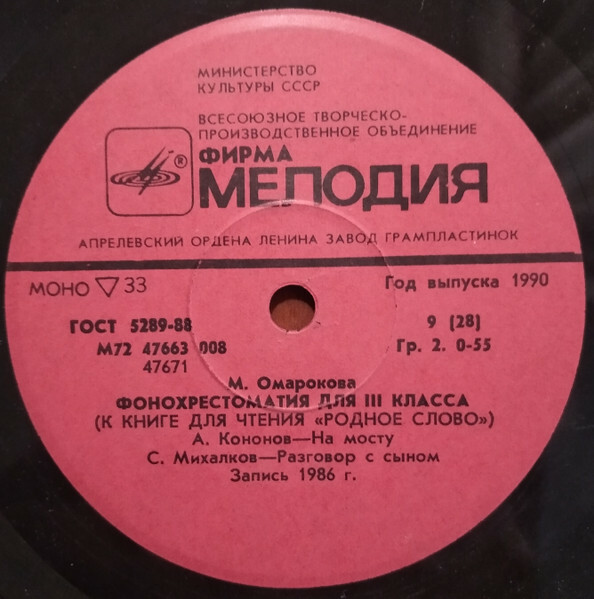 МИНИСТЕРСТВО
КУЛЬТУРЫ СССР
ВСЕСОЮЗНОЕ ТВОРЧЕСКО-
ПРОИЗВОДСТВЕННОЕ ОБЪЕДИНЕНИЕ
®
ФИРМА
МЕЛОДИЯ
АПРЕЛЕВСКИЙ ОРДЕНА ЛЕНИНА ЗАВОД ГРАМПЛАСТИНОК
МОНО ▽ 33
Год выпуска 1990
ГОСТ 5289-88
9 (28)
М72 47663 008
Гр. 2. 0-55
47671
М. Омарокова
ФОНОХРЕСТОМАТИЯ ДЛЯ III КЛАССА
(К КНИГЕ ДЛЯ ЧТЕНИЯ «РОДНОЕ СЛОВО»)
А. Кононов—На мосту
С. Михалков—Разговор с сыном
Запись 1986 г.